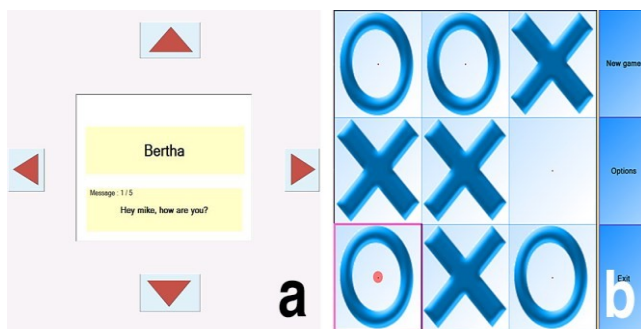 Bertha
Message : 1 / 5
Hey mike, how are you?
a
New game
Options
Exit
b